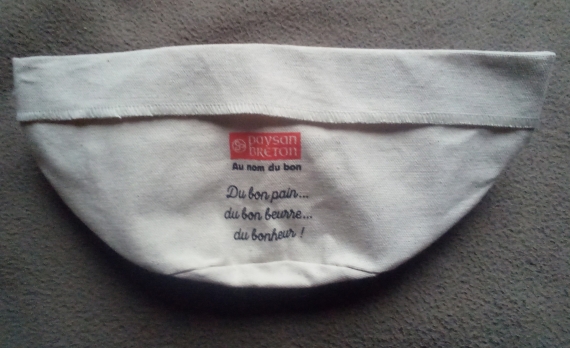 paysan
BRETON
Au nom du bon
Du bon pain...
du bon beurre...
du bonheur !